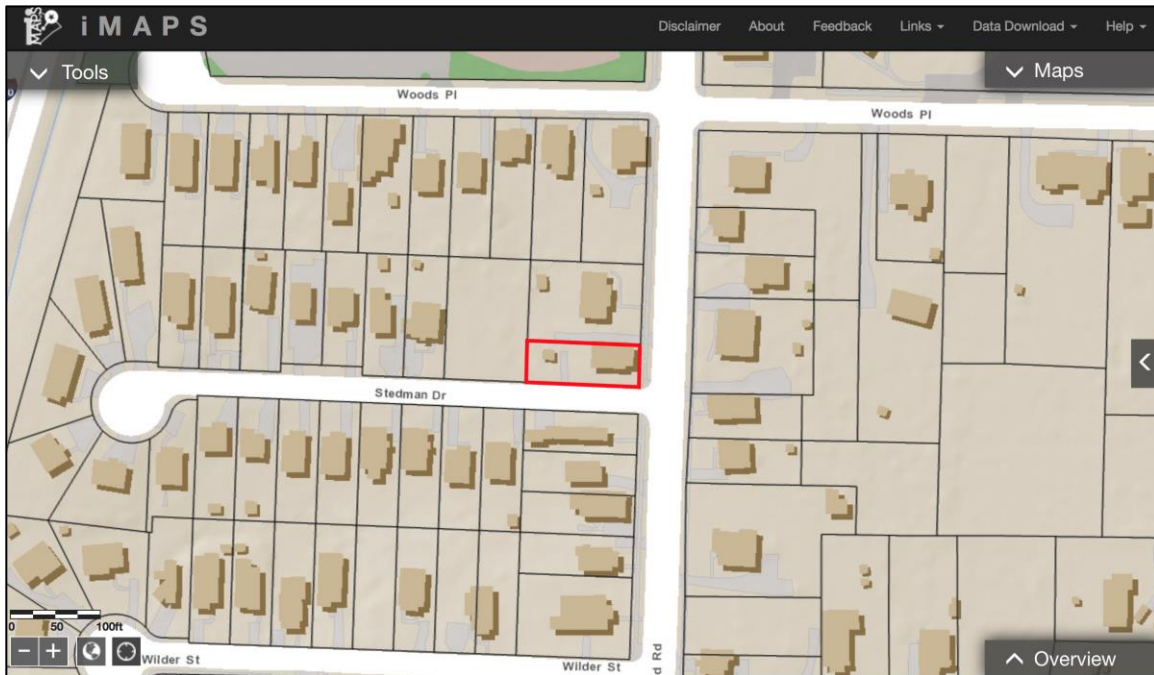 iMAPS iMAPS Disclaimer About Feedback Links Data Download Help
Tools
Maps
Woods Pl
Woods Pl
Stedman Dr
0 50 100ft
Wilder St
Wilder St
d Rd
Overview